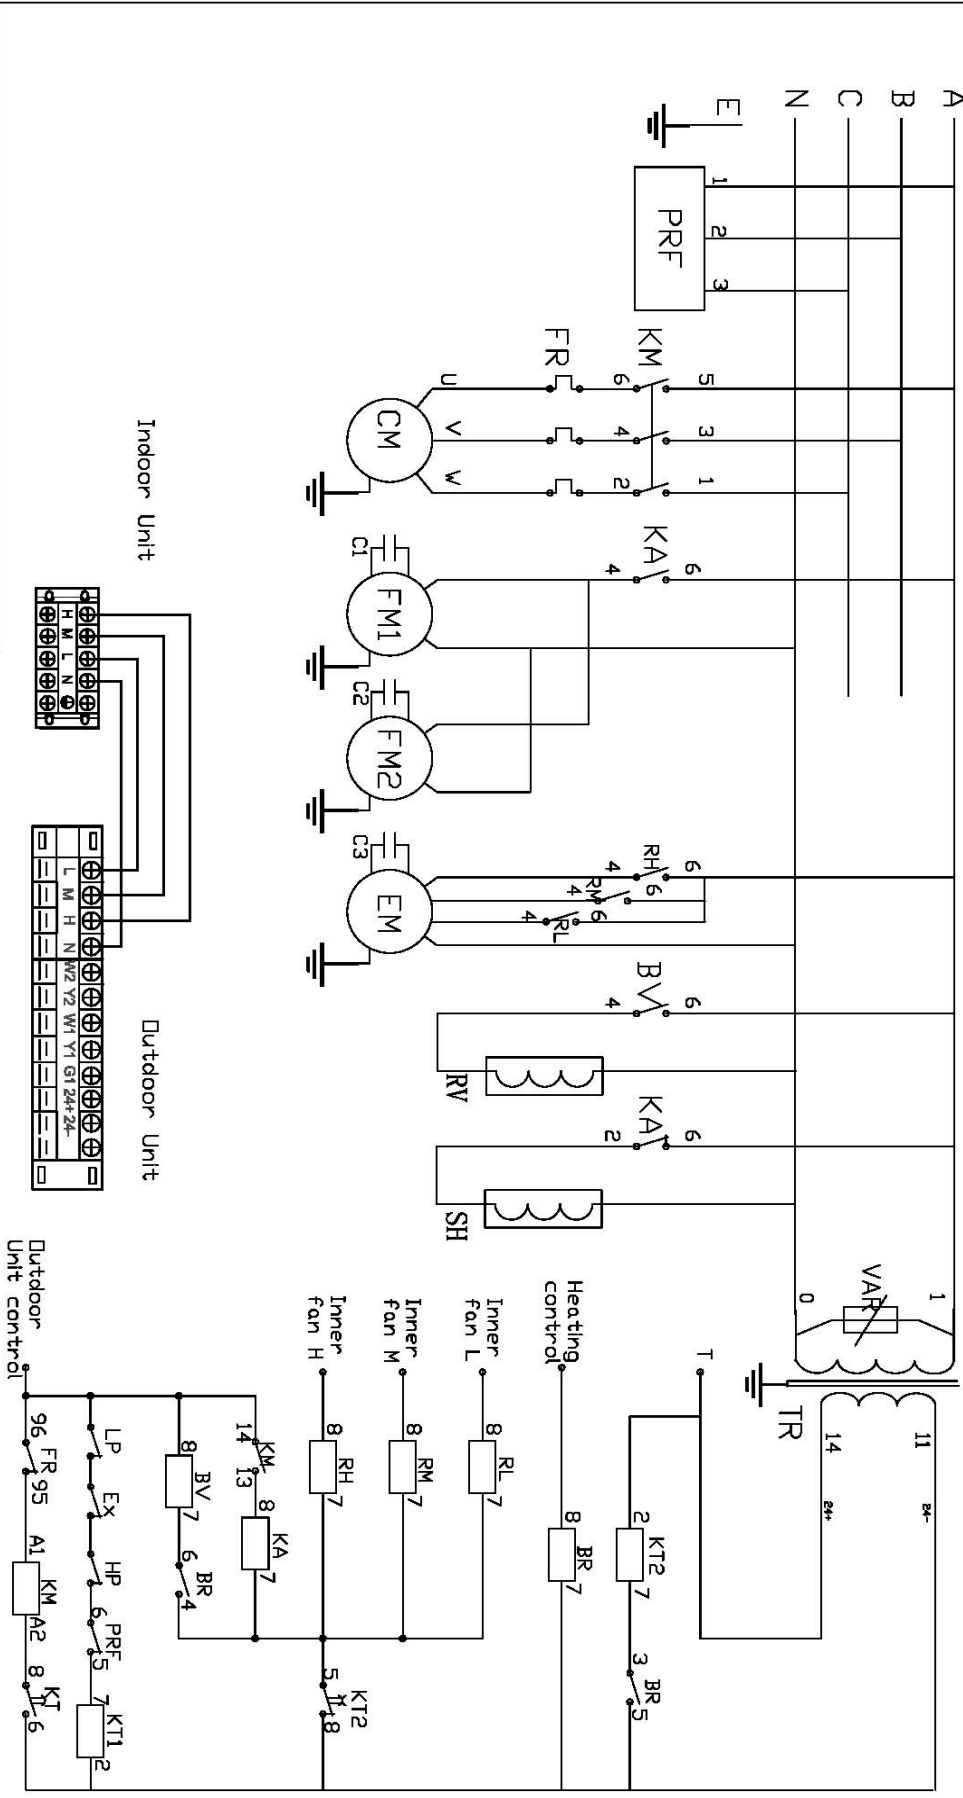 A
B
C
N
E
1
2
3
PRF
5
3
1
KM
6
4
2
FR
U
V
W
CM
6
KA
4
C1
FM1
C2
FM2
6
RH
4
6
RM
4
6
RL
4
C3
EM
6
BV
4
RV
6
KA
2
SH
1
VAR
0
TR
11
24-
14
24+
T
2
KT2
7
3
BR
5
Heating
control
8
BR
7
Inner
fan L
8
RL
7
Inner
fan M
8
RM
7
Inner
fan H
8
RH
7
5
KT2
8
14
KM
13
8
KA
7
8
BV
7
6
BR
4
LP
Ex
HP
6
PRF
5
7
KT1
2
Outdoor
Unit control
96
FR
95
A1
KM
A2
8
KT
6
Indoor Unit
H M L N
Outdoor Unit
L M H N W2 Y2 W1 Y1 G1 24+ 24-